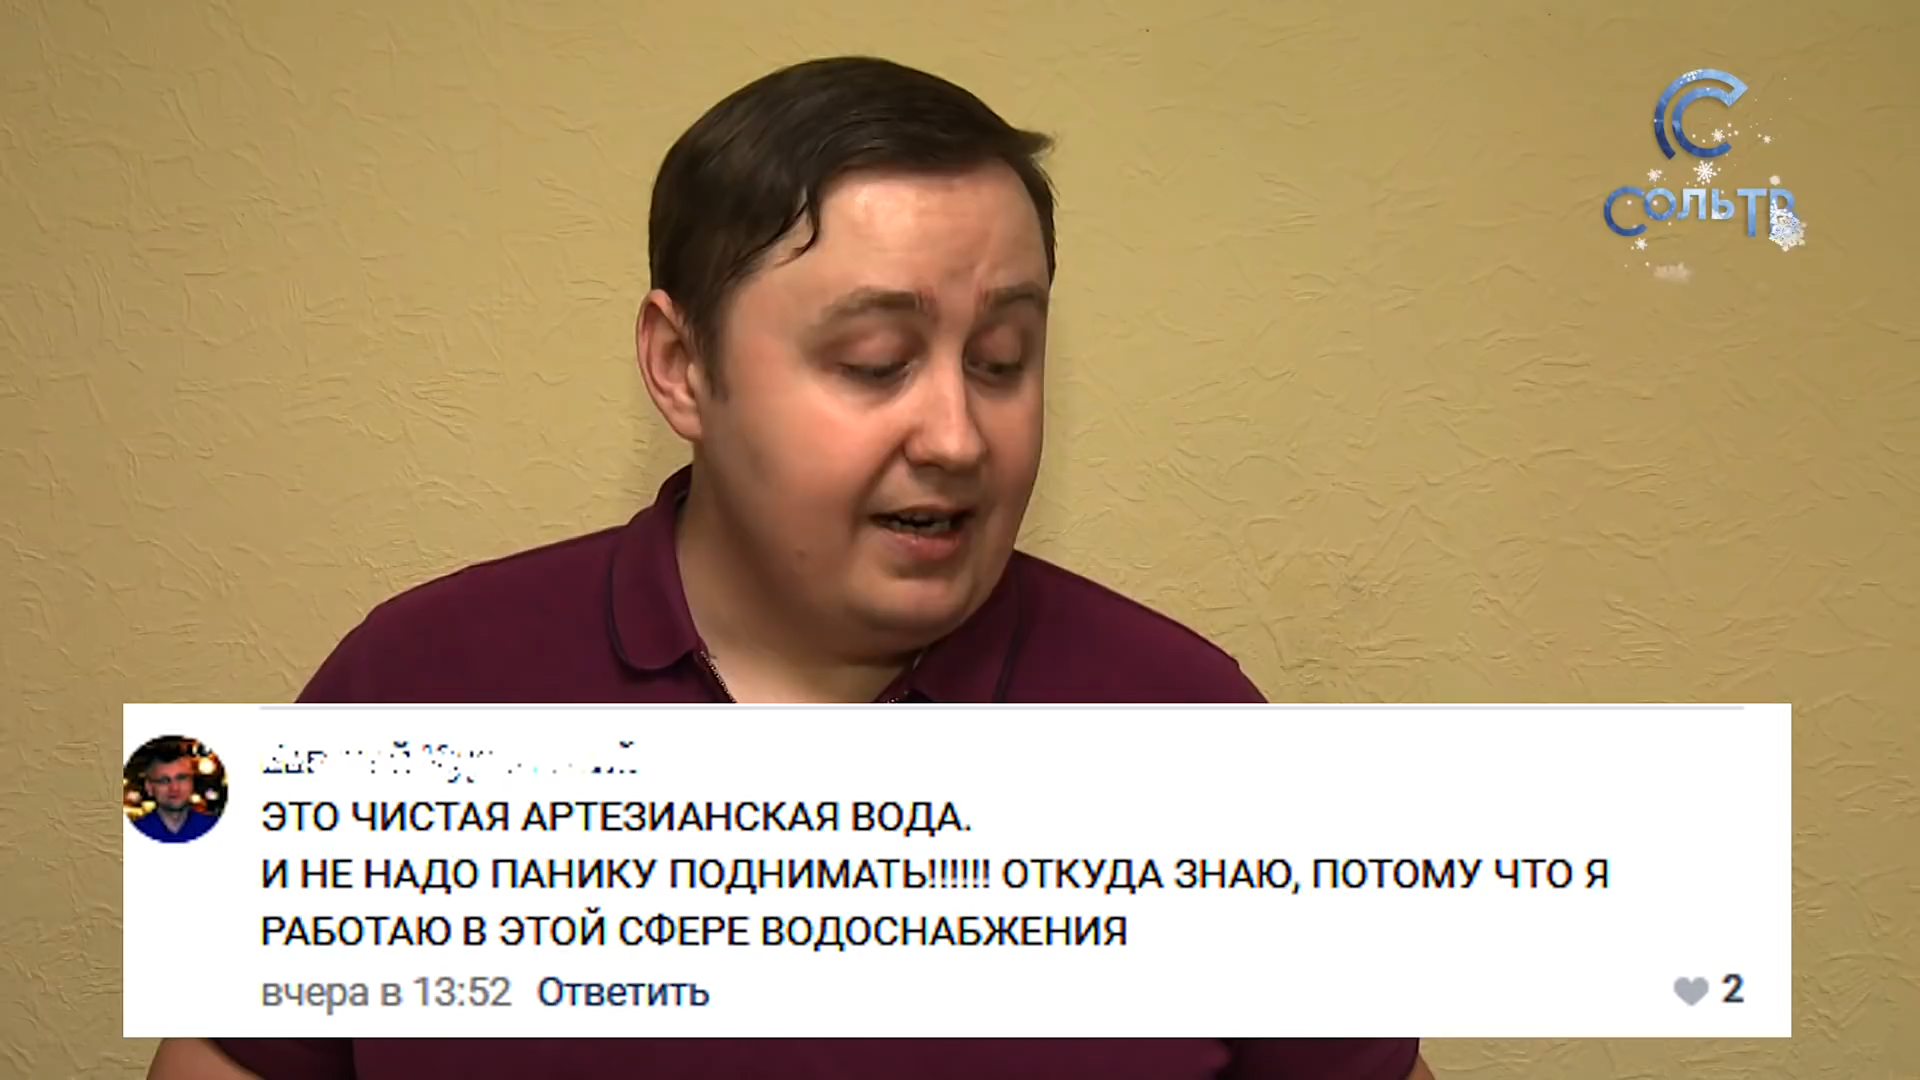 СОЛЬТВ
ЭТО ЧИСТАЯ АРТЕЗИАНСКАЯ ВОДА.
И НЕ НАДО ПАНИКУ ПОДНИМАТЬ!!!!!! ОТКУДА ЗНАЮ, ПОТОМУ ЧТО Я
РАБОТАЮ В ЭТОЙ СФЕРЕ ВОДОСНАБЖЕНИЯ
вчера в 13:52 Ответить
2